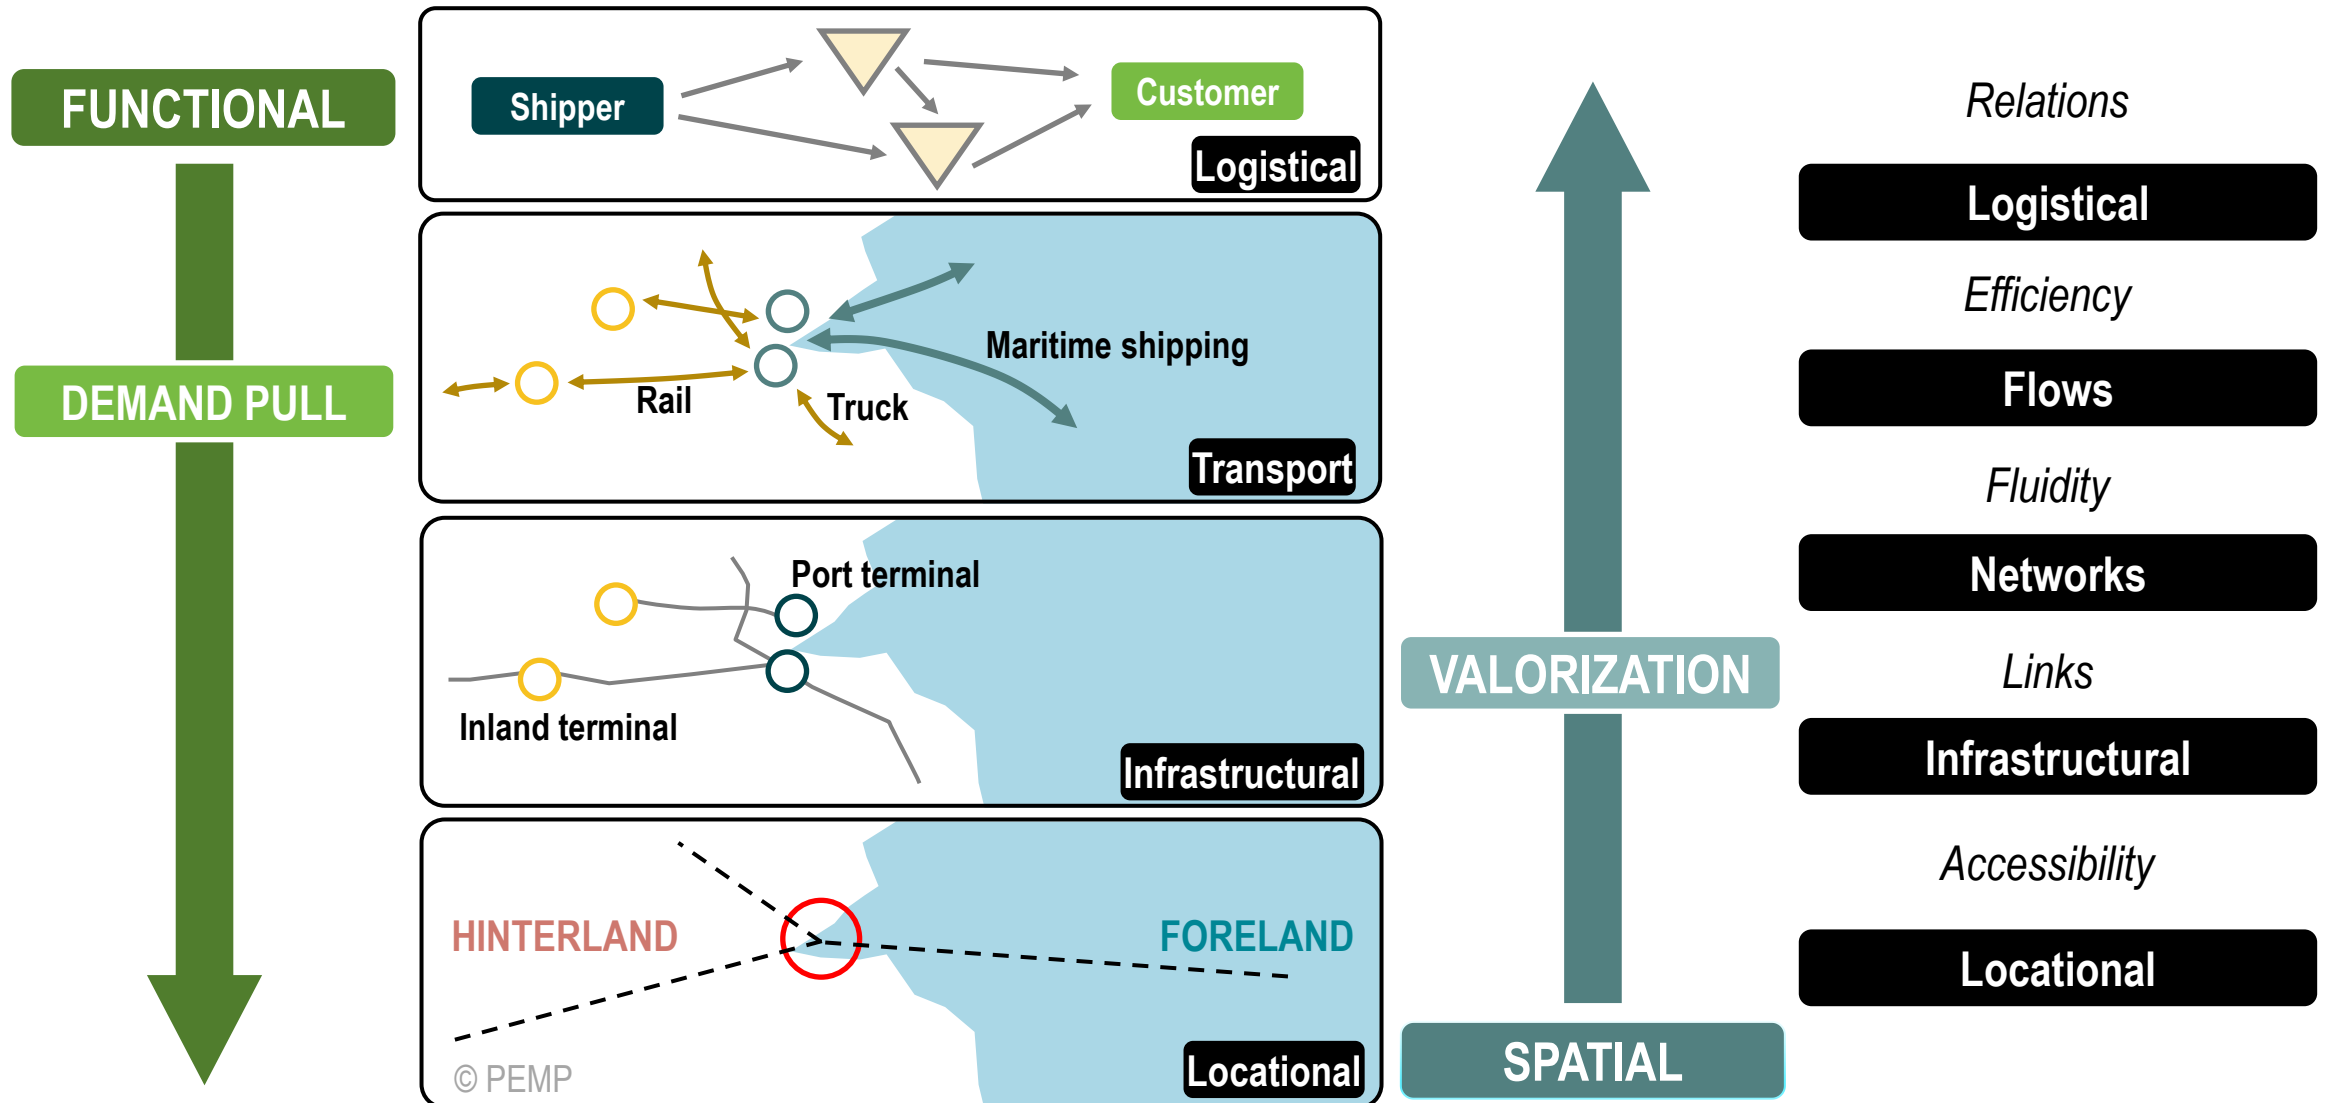 FUNCTIONAL
DEMAND PULL
Shipper
Customer
Logistical
Rail
Truck
Maritime shipping
Transport
Port terminal
Inland terminal
Infrastructural
HINTERLAND
FORELAND
© PEMP
Locational
VALORIZATION
SPATIAL
Relations
Logistical
Efficiency
Flows
Fluidity
Networks
Links
Infrastructural
Accessibility
Locational